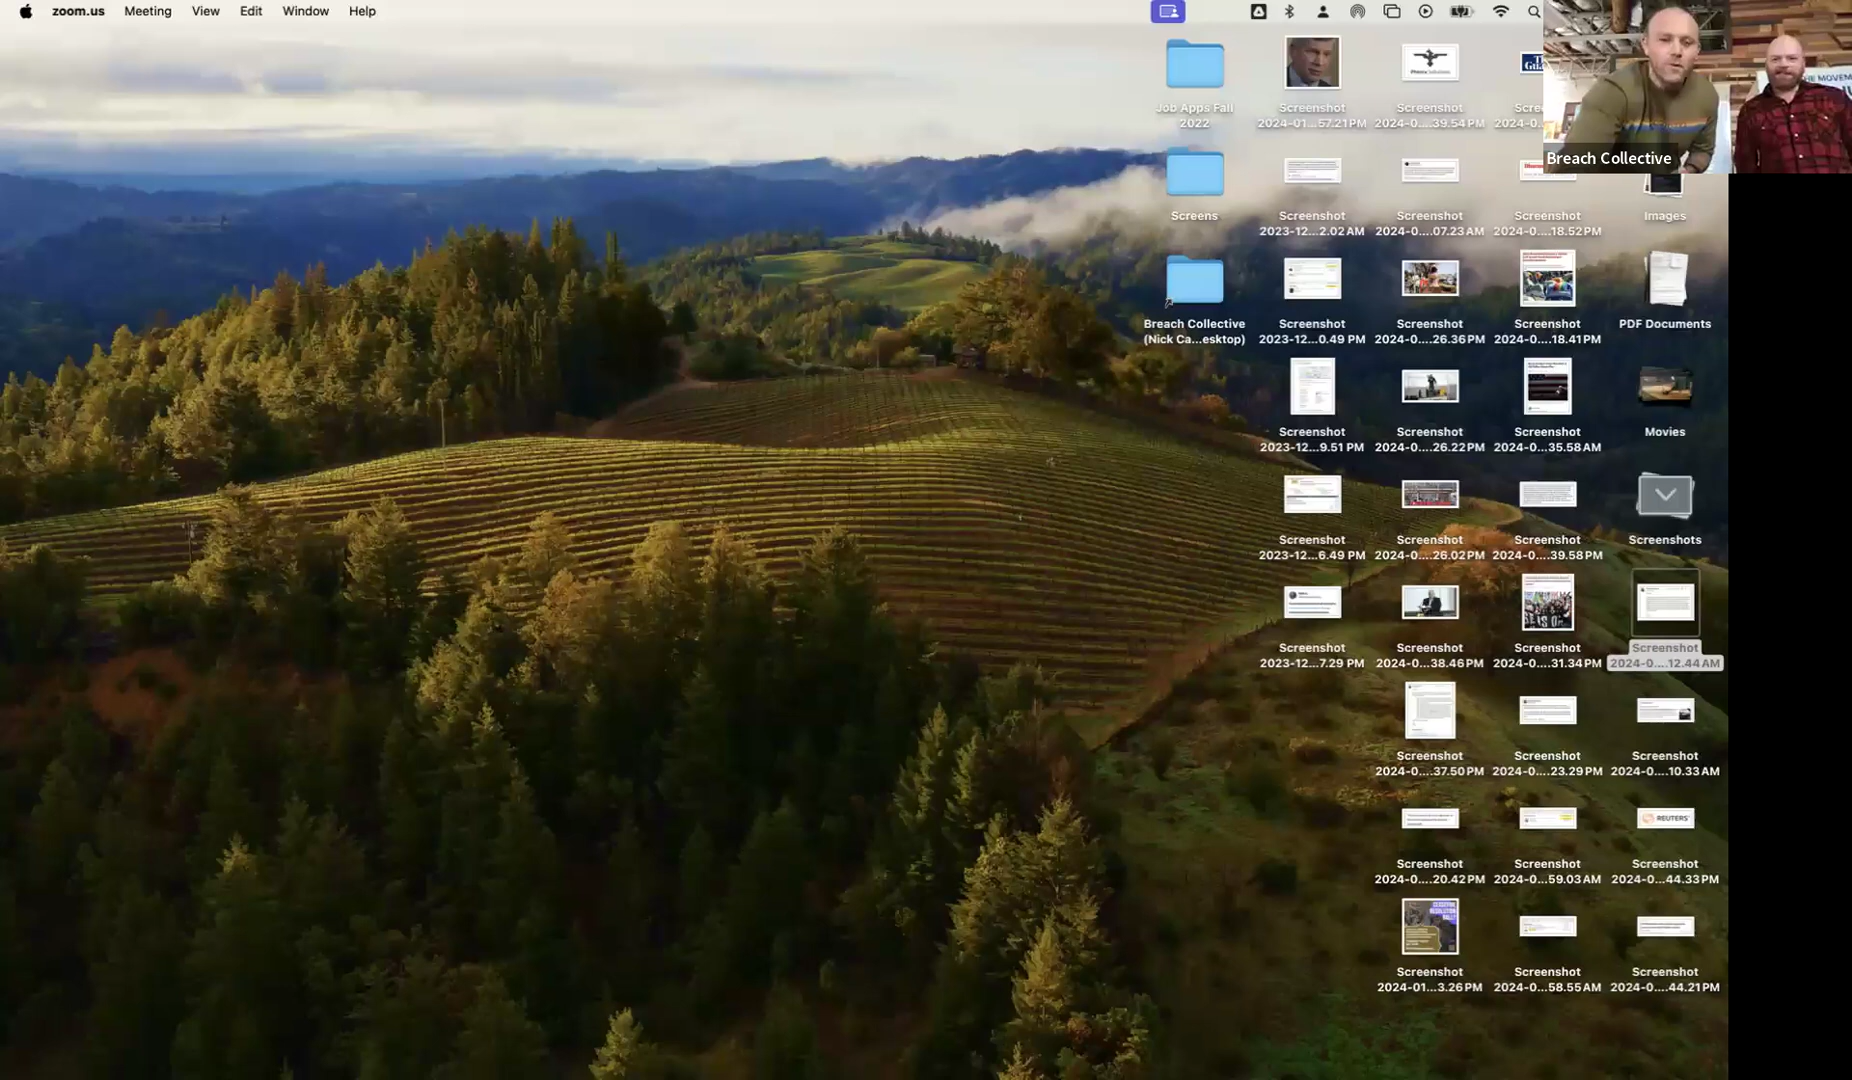 zoom.us Meeting View Edit Window Help
Job Apps Fall
2022
Screenshot
2024-01...57.21 PM
Screenshot
2024-0....39.54 PM
Breach Collective
Screens
Screenshot
2023-12...2.02 AM
Screenshot
2024-0....07.23 AM
Screenshot
2024-0....18.52 PM
Images
Breach Collective
(Nick Ca...esktop)
Screenshot
2023-12...0.49 PM
Screenshot
2024-0....26.36 PM
Screenshot
2024-0....18.41 PM
PDF Documents
Screenshot
2023-12...9.51 PM
Screenshot
2024-0....26.22 PM
Screenshot
2024-0....35.58 AM
Movies
Screenshot
2023-12...6.49 PM
Screenshot
2024-0....26.02 PM
Screenshot
2024-0....39.58 PM
Screenshots
Screenshot
2023-12...7.29 PM
Screenshot
2024-0....38.46 PM
Screenshot
2024-0....31.34 PM
Screenshot
2024-0....12.44 AM
Screenshot
2024-0....37.50 PM
Screenshot
2024-0....23.29 PM
Screenshot
2024-0....10.33 AM
REUTERS
Screenshot
2024-0....20.42 PM
Screenshot
2024-0...59.03 AM
Screenshot
2024-0....44.33 PM
Screenshot
2024-01...3.26 PM
Screenshot
2024-0...58.55 AM
Screenshot
2024-0....44.21 PM